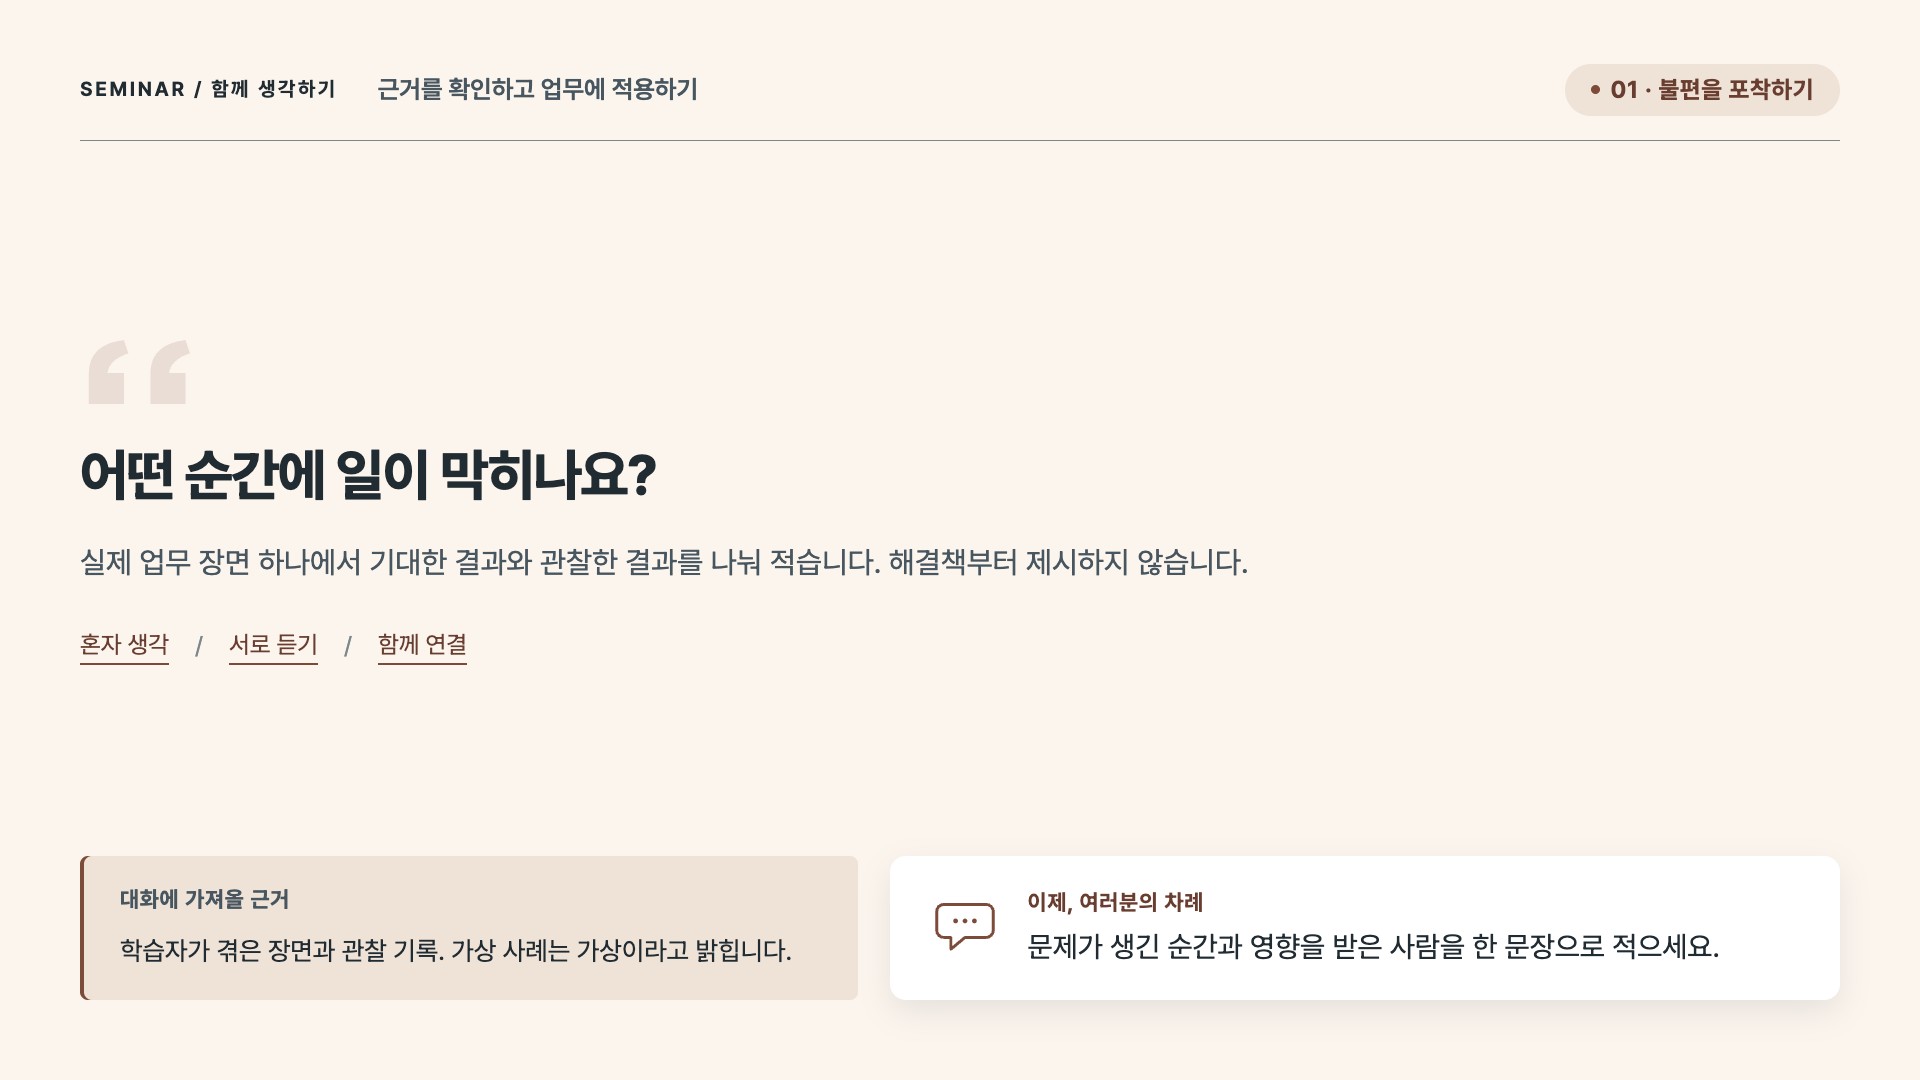 SEMINAR / 함께 생각하기 근거를 확인하고 업무에 적용하기
• 01 · 불편을 포착하기
“
어떤 순간에 일이 막히나요?
실제 업무 장면 하나에서 기대한 결과와 관찰한 결과를 나눠 적습니다. 해결책부터 제시하지 않습니다.
혼자 생각 / 서로 듣기 / 함께 연결
대화에 가져올 근거
학습자가 겪은 장면과 관찰 기록. 가상 사례는 가상이라고 밝힙니다.
이제, 여러분의 차례
문제가 생긴 순간과 영향을 받은 사람을 한 문장으로 적으세요.